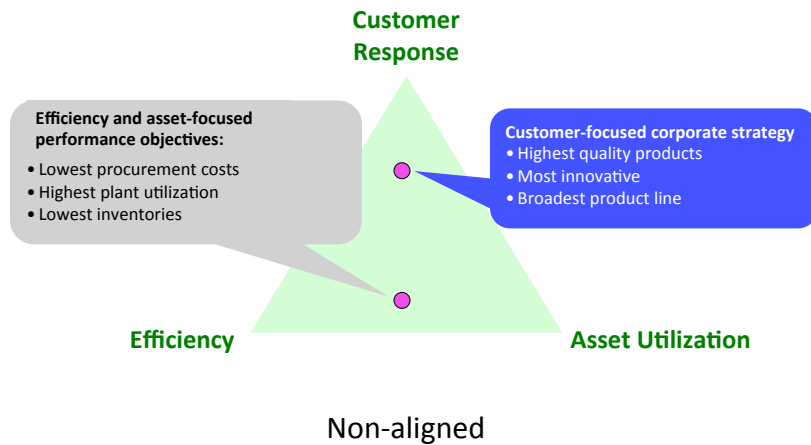 Customer
Response
Efficiency and asset-focused
performance objectives:
• Lowest procurement costs
• Highest plant utilization
• Lowest inventories
Customer-focused corporate strategy
• Highest quality products
• Most innovative
• Broadest product line
Efficiency
Asset Utilization
Non-aligned